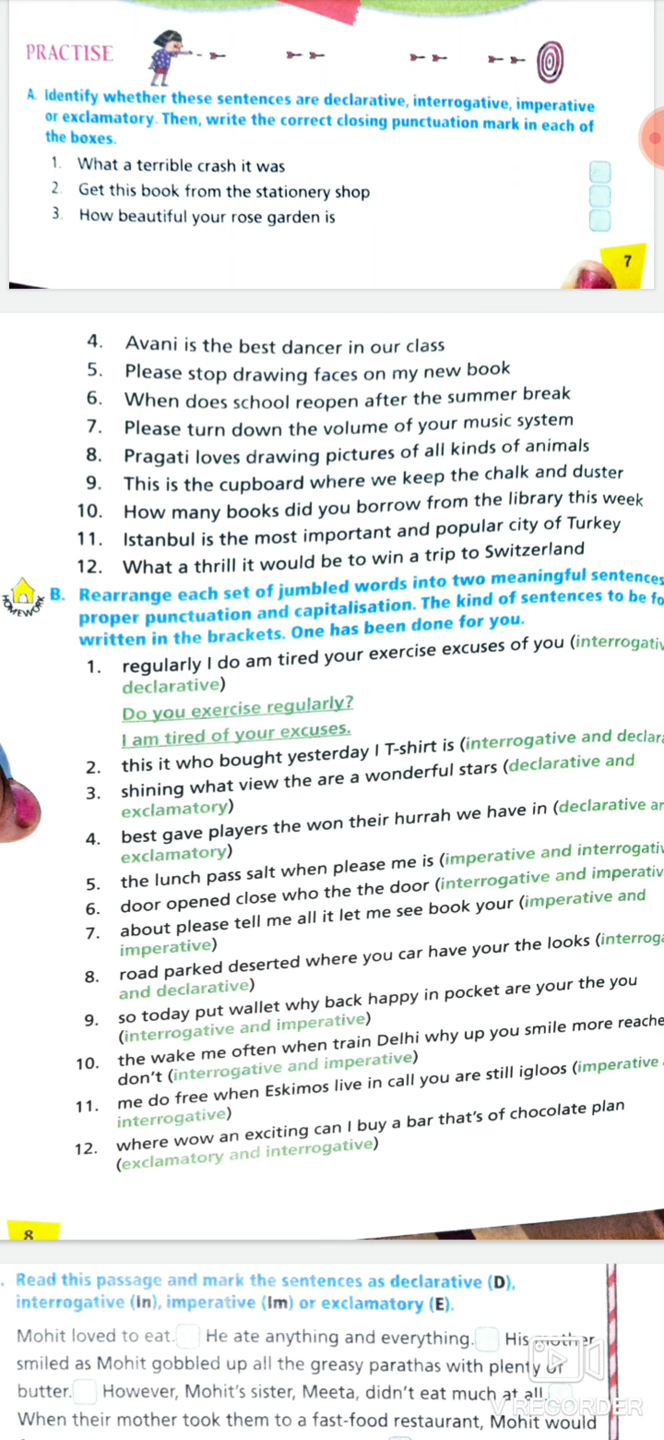 PRACTISE
A. Identify whether these sentences are declarative, interrogative, imperative
or exclamatory. Then, write the correct closing punctuation mark in each of
the boxes.
1. What a terrible crash it was
2. Get this book from the stationery shop
3. How beautiful your rose garden is
7
4. Avani is the best dancer in our class
5. Please stop drawing faces on my new book
6. When does school reopen after the summer break
7. Please turn down the volume of your music system
8. Pragati loves drawing pictures of all kinds of animals
9. This is the cupboard where we keep the chalk and duster
10. How many books did you borrow from the library this week
11. Istanbul is the most important and popular city of Turkey
12. What a thrill it would be to win a trip to Switzerland
HOMEWORK
B. Rearrange each set of jumbled words into two meaningful sentences
proper punctuation and capitalisation. The kind of sentences to be fo
written in the brackets. One has been done for you.
1. regularly I do am tired your exercise excuses of you (interrogativ
declarative)
Do you exercise regularly?
I am tired of your excuses.
2. this it who bought yesterday I T-shirt is (interrogative and declara
3. shining what view the are a wonderful stars (declarative and
exclamatory)
4. best gave players the won their hurrah we have in (declarative an
exclamatory)
5. the lunch pass salt when please me is (imperative and interrogativ
6. door opened close who the the door (interrogative and imperativ
7. about please tell me all it let me see book your (imperative and
imperative)
8. road parked deserted where you car have your the looks (interroga
and declarative)
9. so today put wallet why back happy in pocket are your the you
(interrogative and imperative)
10. the wake me often when train Delhi why up you smile more reache
don't (interrogative and imperative)
11. me do free when Eskimos live in call you are still igloos (imperative
interrogative)
12. where wow an exciting can I buy a bar that's of chocolate plan
(exclamatory and interrogative)
8
. Read this passage and mark the sentences as declarative (D),
interrogative (In), imperative (Im) or exclamatory (E).
Mohit loved to eat. He ate anything and everything. His mother
smiled as Mohit gobbled up all the greasy parathas with plenty of
butter. However, Mohit's sister, Meeta, didn't eat much at all.
V RECORDER
When their mother took them to a fast-food restaurant, Mohit would